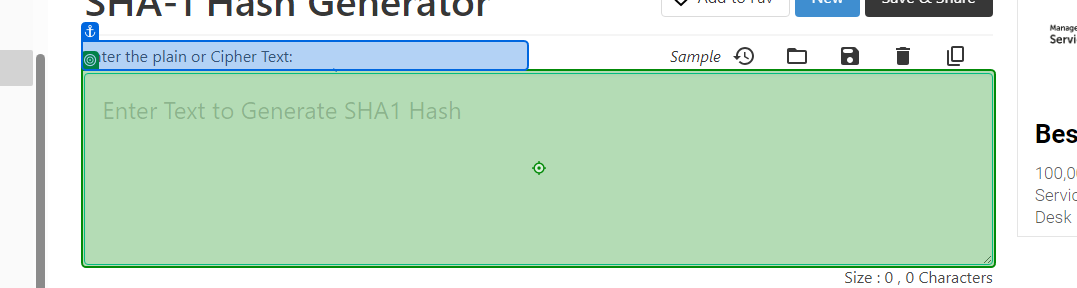 SHA-1 Hash Generator
Add to Fav New Save & Share
nter the plain or Cipher Text:
Sample
Enter Text to Generate SHA1 Hash
Size : 0 , 0 Characters
Manage
Servi
Bes
100,0
Servic
Desk